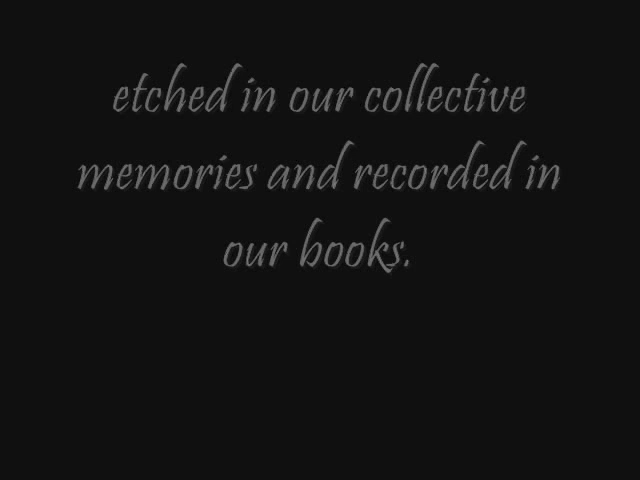 etched in our collective
memories and recorded in
our books.